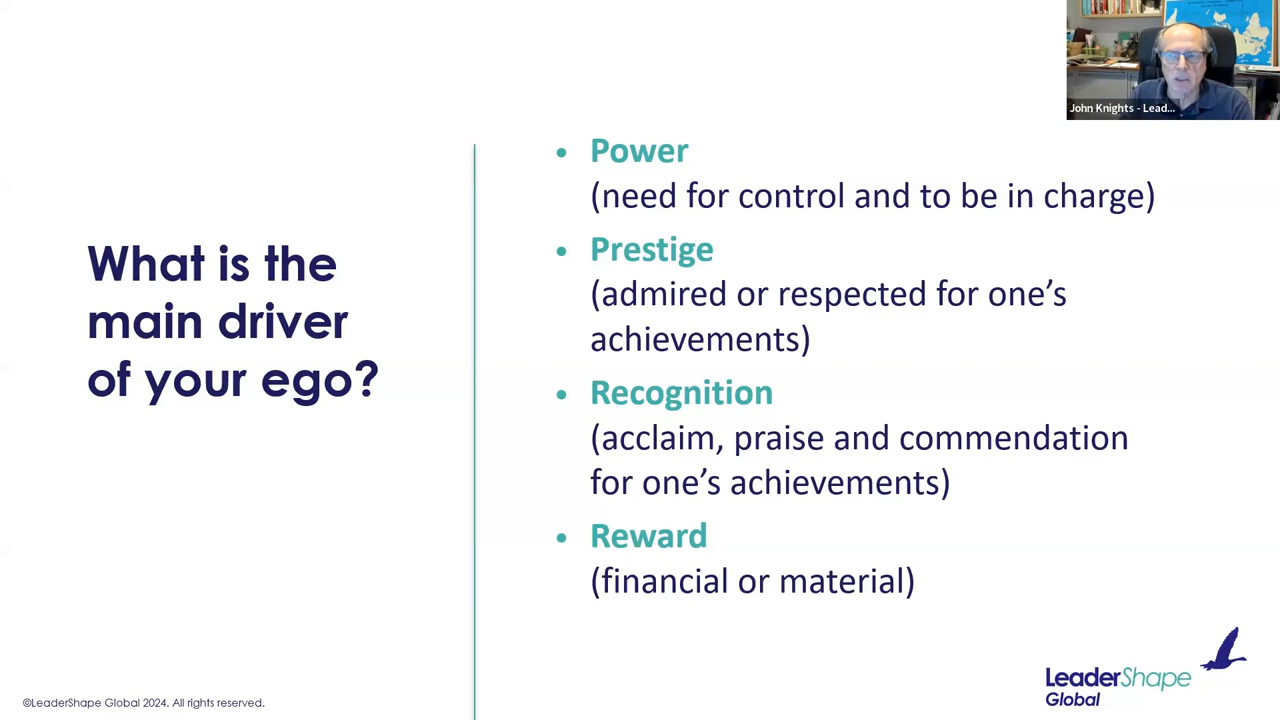 John Knights - Lead...
What is the
main driver
of your ego?
• Power
(need for control and to be in charge)
• Prestige
(admired or respected for one's
achievements)
• Recognition
(acclaim, praise and commendation
for one's achievements)
• Reward
(financial or material)
LeaderShape
Global
©LeaderShape Global 2024. All rights reserved.